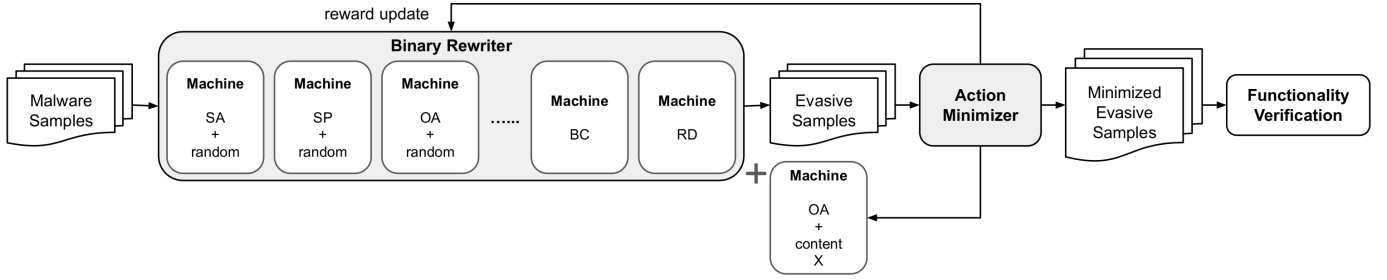 reward update
Binary Rewriter
Malware
Samples
Machine
SA
+
random
Machine
SP
+
random
Machine
OA
+
random
......
Machine
BC
Machine
RD
Evasive
Samples
Action
Minimizer
Minimized
Evasive
Samples
Functionality
Verification
+
Machine
OA
+
content
X